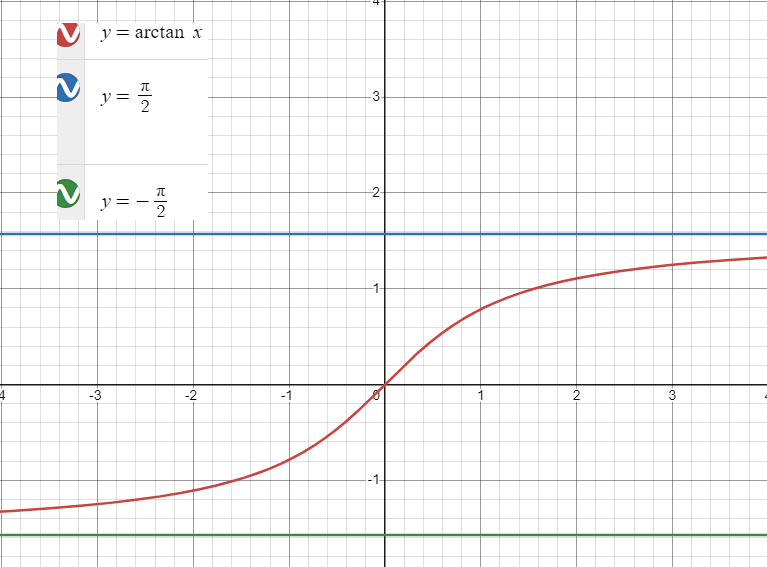 y = arctan x
y = π/2
y = − π/2
4
3
2
1
4 -3 -2 -1 0 1 2 3 4
-1